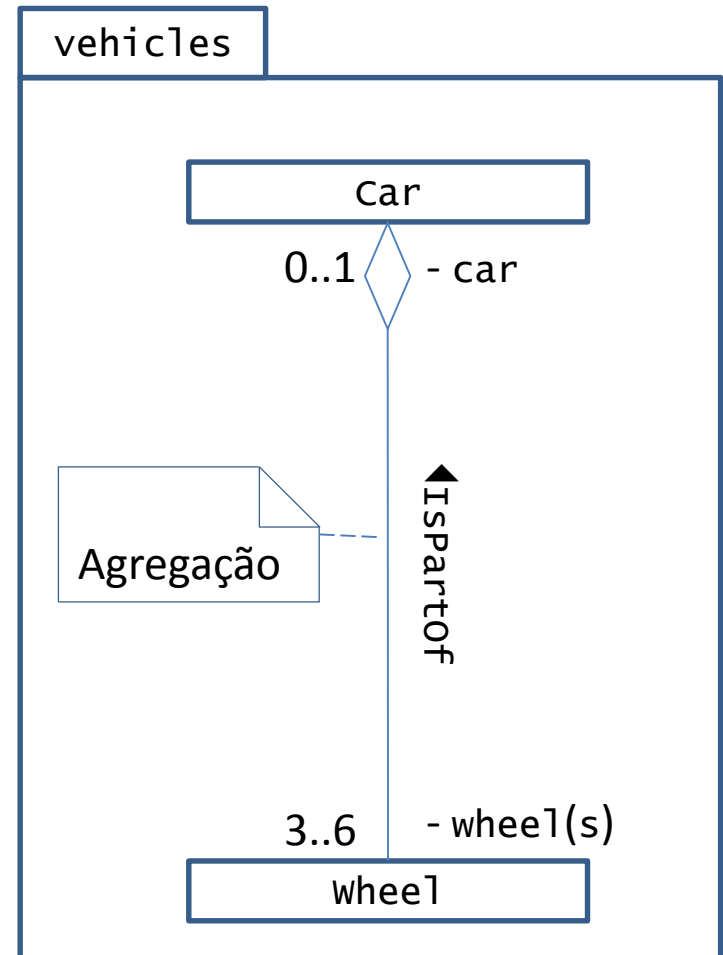 vehicles
Car
0..1
- car
◀IsPartOf
Agregação
3..6
- wheel(s)
Wheel